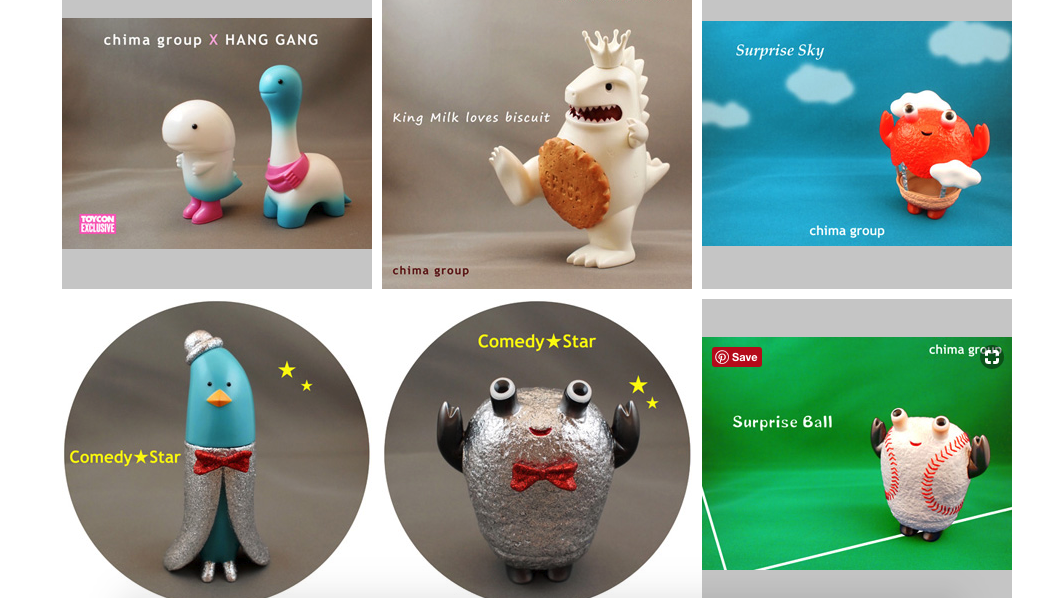 chima group X HANG GANG
TOYCON
EXCLUSIVE
King Milk loves biscuit
chima group
Surprise Sky
chima group
Comedy★Star
Comedy★Star
Save
chima group
Surprise Ball